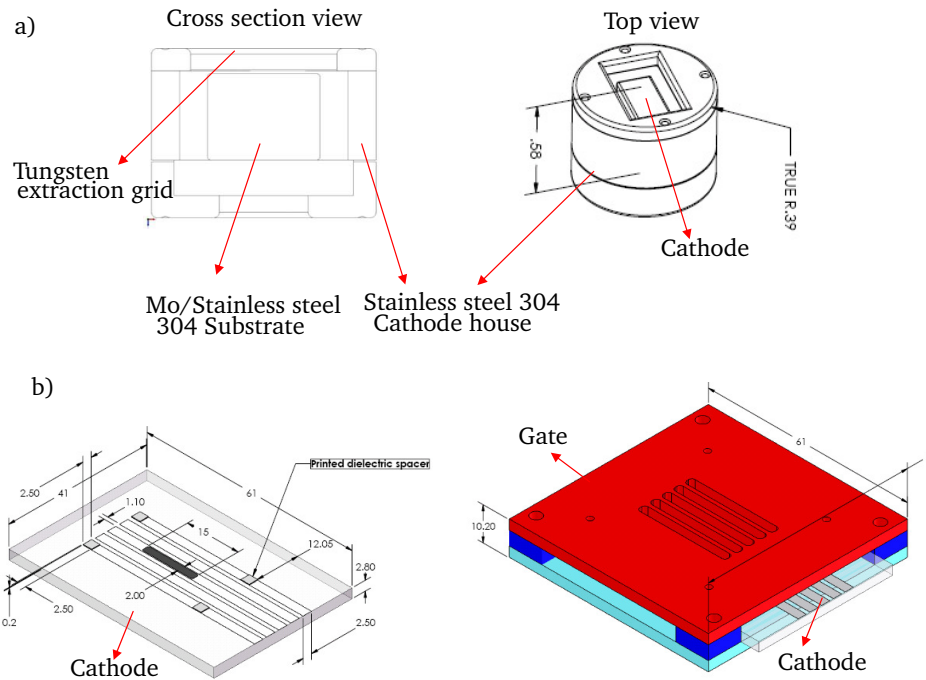 a)
Cross section view
Top view
Tungsten
extraction grid
.58
TRUE R.39
Cathode
Mo/Stainless steel
304 Substrate
Stainless steel 304
Cathode house
b)
Printed dielectric spacer
2.50
41
61
1.10
15
12.05
2.80
2.00
0.2
2.50
2.50
Cathode
Gate
61
10.20
Cathode